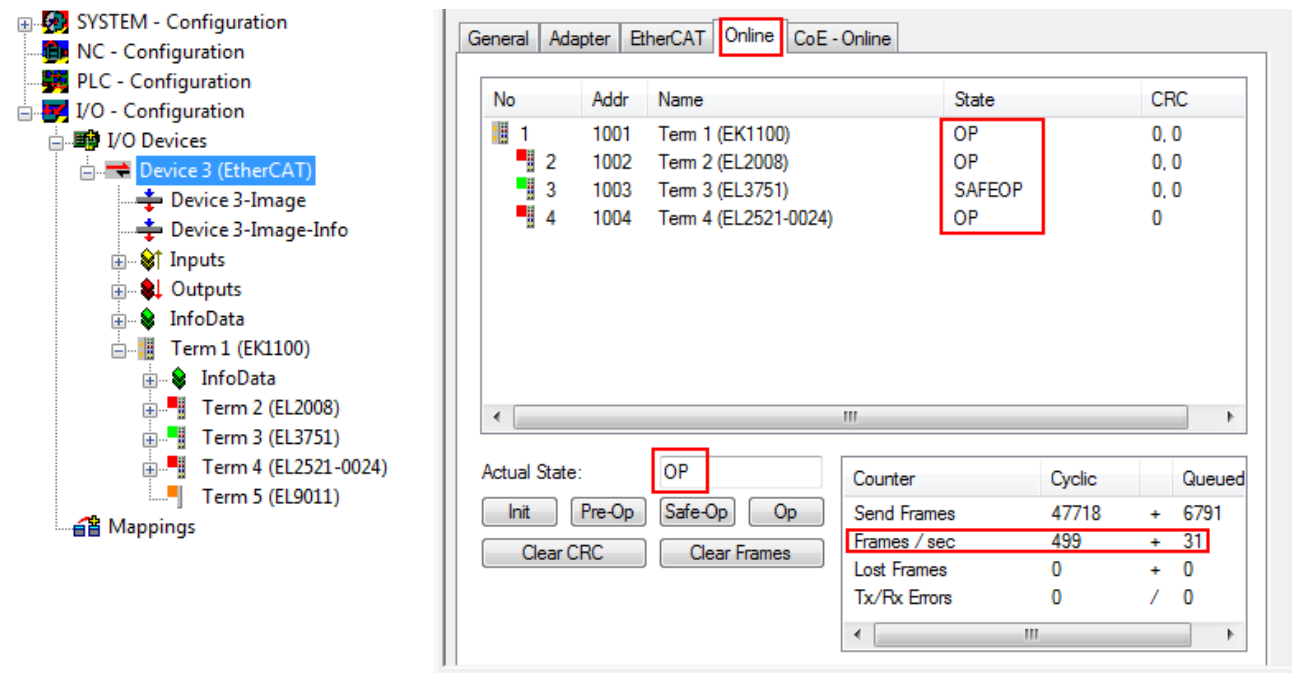 SYSTEM - Configuration
NC - Configuration
PLC - Configuration
I/O - Configuration
I/O Devices
Device 3 (EtherCAT)
Device 3-Image
Device 3-Image-Info
Inputs
Outputs
InfoData
Term 1 (EK1100)
InfoData
Term 2 (EL2008)
Term 3 (EL3751)
Term 4 (EL2521-0024)
Term 5 (EL9011)
Mappings
General Adapter EtherCAT Online CoE - Online
No Addr Name State CRC
1 1001 Term 1 (EK1100) OP 0, 0
2 1002 Term 2 (EL2008) OP 0, 0
3 1003 Term 3 (EL3751) SAFEOP 0, 0
4 1004 Term 4 (EL2521-0024) OP 0
Actual State: OP
Init Pre-Op Safe-Op Op
Clear CRC Clear Frames
Counter Cyclic Queued
Send Frames 47718 + 6791
Frames / sec 499 + 31
Lost Frames 0 + 0
Tx/Rx Errors 0 / 0